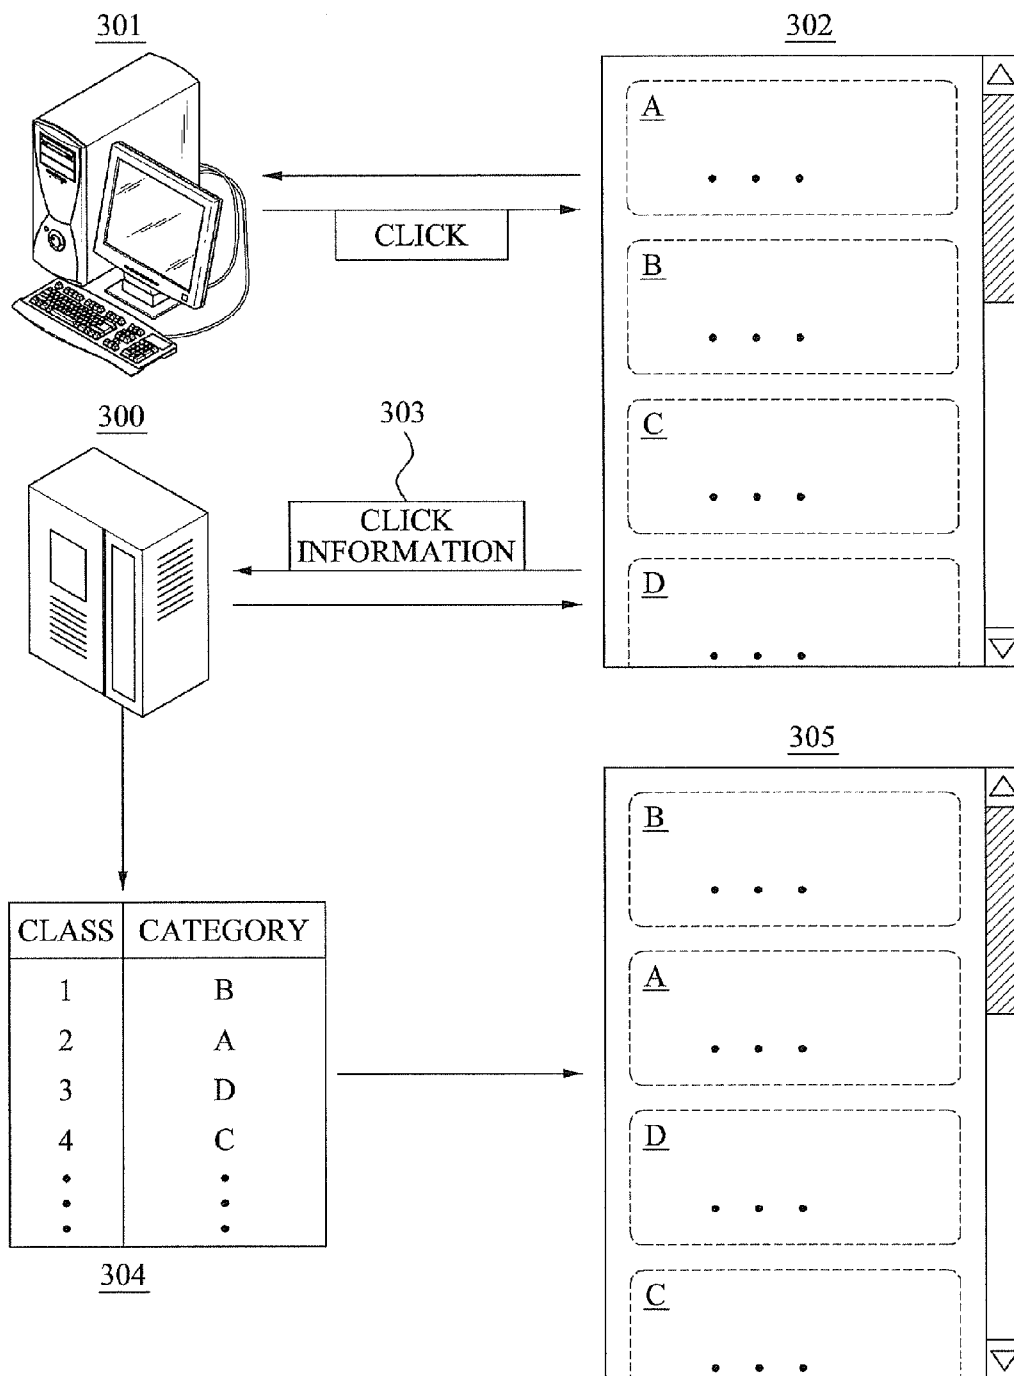 301
CLICK
302
A
B
C
D
300
303
CLICK
INFORMATION
305
B
A
D
C
CLASS CATEGORY
1 B
2 A
3 D
4 C
304